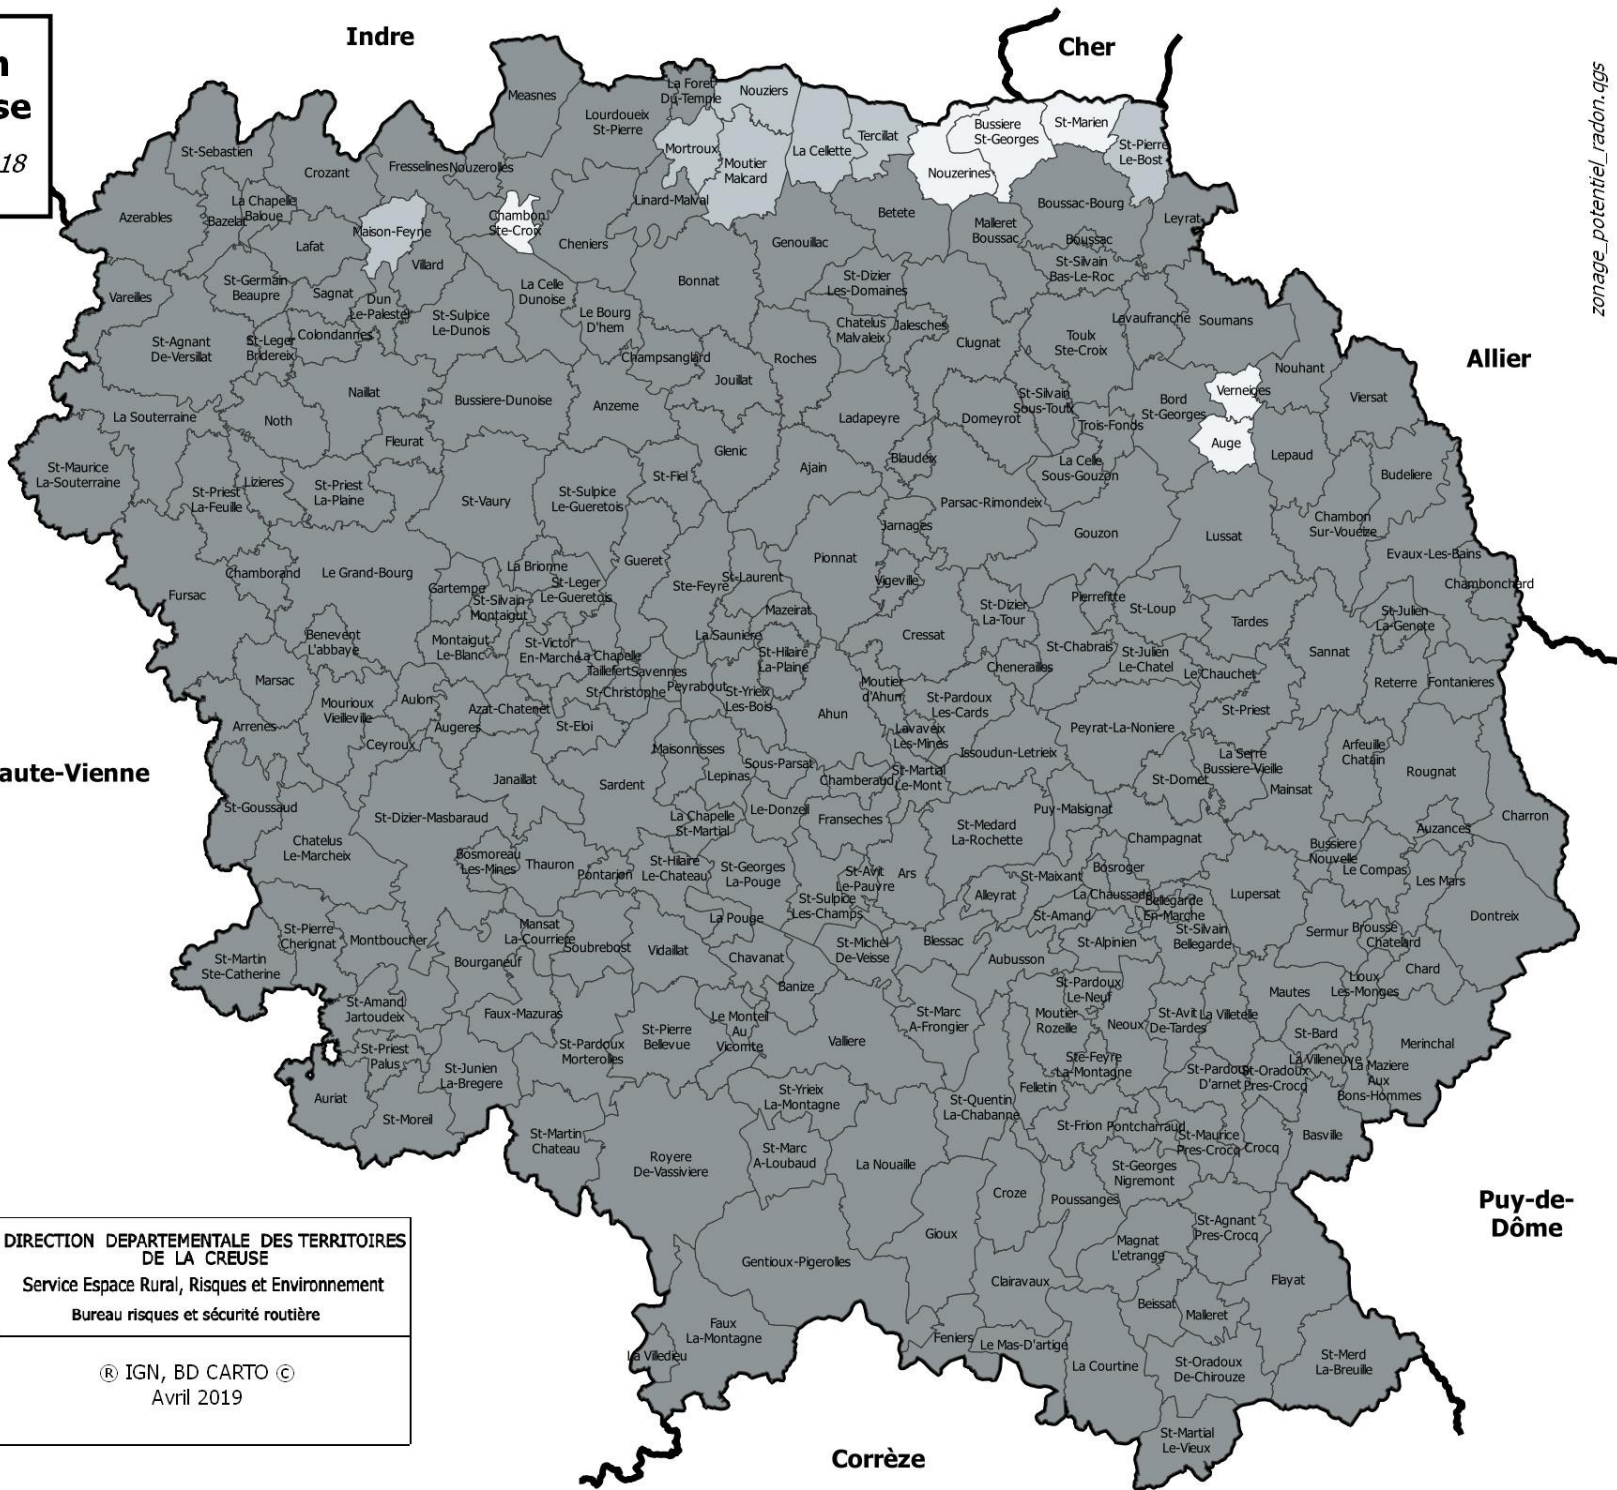 n
se
18
zonage_potentiel_radon.qgs
Indre
Cher
Allier
aute-Vienne
Puy-de-
Dôme
Corrèze
Measnes
La Foret
Du-Temple
Nouziers
Lourdoueix
St-Pierre
Bussiere
St-Georges
St-Marien
St-Pierre
Le-Bost
Tercillat
La Cellette
Mortroux
Moutier
Malcard
Nouzerines
St-Sebastien
Crozant
Fresselines
Nouzerolles
Azerables
La Chapelle
Baloue
Bazelat
Lafat
Maison-Feyne
Chambon
Ste-Croix
Linard-Malval
Cheniers
Betete
Genouillac
Malleret
Boussac
Boussac-Bourg
Boussac
Leyrat
Villard
St-Germain
Beaupre
Sagnat
Dun
Le-Palestel
La Celle
Dunoise
Bonnat
St-Dizier
Les-Domaines
St-Silvain
Bas-Le-Roc
Vareilles
St-Sulpice
Le-Dunois
Le Bourg
D'hem
Chatelus
Malvaleix
Jalesches
Clugnat
Toulx
Ste-Croix
Lavaufranche
Soumans
St-Agnant
De-Versillat
St-Leger
Bridereix
Colondannes
Champsanglard
Roches
Nouhant
Jouillat
Naillat
Bussiere-Dunoise
Anzeme
Ladapeyre
Domeyrot
St-Silvain
Sous-Toulx
Bord
St-Georges
Verneiges
Viersat
La Souterraine
Noth
Trois-Fonds
Fleurat
Auge
Glenic
Blaudeix
La Celle
Sous-Gouzon
Lepaud
St-Maurice
La-Souterraine
Ajain
St-Fiel
Budeliere
Lizieres
St-Priest
La-Feuille
St-Priest
La-Plaine
St-Vaury
St-Sulpice
Le-Gueretois
Parsac-Rimondeix
Jarnages
Gouzon
Lussat
Chambon
Sur-Voueize
Evaux-Les-Bains
Chambonchard
Gueret
Pionnat
Fursac
Chamborand
Le Grand-Bourg
La Brionne
St-Leger
Le-Gueretois
Gartempe
St-Silvain
Montaigut
Ste-Feyre
St-Laurent
Vigeville
Mazeirat
St-Dizier
La-Tour
Pierrefitte
St-Loup
Tardes
St-Julien
La-Genete
Benevent
L'abbaye
Montaigut
Le-Blanc
St-Victor
En-Marche
La Chapelle
Taillefert
Savennes
La Sauniere
St-Hilaire
La-Plaine
Cressat
St-Chabrais
St-Julien
Le-Chatel
Sannat
Chenerailles
Le Chauchet
Marsac
St-Christophe
Peyrabout
St-Yrieix
Les-Bois
Moutier
d'Ahun
St-Pardoux
Les-Cards
Reterre
Fontanieres
Mourioux
Vieilleville
Aulon
Azat-Chatenet
St-Eloi
Ahun
St-Priest
Arrenes
Augeres
Lavaveix
Les-Mines
Peyrat-La-Noniere
Ceyroux
Maisonnisses
Issoudun-Letrieix
Arfeuille
Chatain
La Serre
Bussiere-Vieille
Janaillat
Sardent
Lepinas
Sous-Parsat
Chamberaud
St-Martial
Le-Mont
St-Domet
Mainsat
Rougnat
St-Goussaud
St-Dizier-Masbaraud
La Chapelle
St-Martial
Le-Donzeil
Franseches
Puy-Malsignat
Charron
St-Medard
La-Rochette
Champagnat
Auzances
Chatelus
Le-Marcheix
Bosmoreau
Les-Mines
Thauron
Pontarion
St-Hilaire
Le-Chateau
St-Georges
La-Pouge
St-Avit
Le-Pauvre
Ars
St-Maixant
Bosroger
Bussiere
Nouvelle
Le Compas
Les Mars
St-Sulpice
Les-Champs
Alleyrat
La Chaussade
Bellegarde
En-Marche
Lupersat
Dontreix
La Pouge
St-Amand
St-Pierre
Cherignat
Montboucher
Mansat
La-Courriere
Soubrebost
Vidaillat
St-Michel
De-Veisse
Blessac
St-Alpinien
St-Silvain
Bellegarde
Sermur
Brousse
Chatelard
St-Martin
Ste-Catherine
Bourganeuf
Chavanat
Aubusson
Chard
Banize
St-Pardoux
Le-Neuf
Mautes
Lioux
Les-Monges
St-Amand
Jartoudeix
Faux-Mazuras
St-Pardoux
Morterolles
St-Pierre
Bellevue
Le Monteil
Au
Vicomte
Valliere
St-Marc
A-Frongier
Moutier
Rozeille
Neoux
St-Avit
De-Tardes
La Villetelle
St-Bard
Merinchal
St-Priest
Palus
St-Junien
La-Bregere
Ste-Feyre
La-Montagne
St-Pardoux
D'arnet
St-Oradoux
Pres-Crocq
La Villeneuve
La Maziere
Aux
Bons-Hommes
Auriat
St-Moreil
St-Yrieix
La-Montagne
St-Quentin
La-Chabanne
Felletin
St-Frion
Pontcharraud
St-Maurice
Pres-Crocq
Crocq
Basville
St-Martin
Chateau
Royere
De-Vassiviere
St-Marc
A-Loubaud
La Nouaille
St-Georges
Nigremont
Croze
Poussanges
Gioux
Magnat
L'etrange
St-Agnant
Pres-Crocq
Gentioux-Pigerolles
Clairavaux
Flayat
Beissat
Malleret
Faux
La-Montagne
Feniers
Le Mas-D'artige
La Villedieu
La Courtine
St-Oradoux
De-Chirouze
St-Merd
La-Breuille
St-Martial
Le-Vieux
DIRECTION DEPARTEMENTALE DES TERRITOIRES
DE LA CREUSE
Service Espace Rural, Risques et Environnement
Bureau risques et sécurité routière
® IGN, BD CARTO ©
Avril 2019